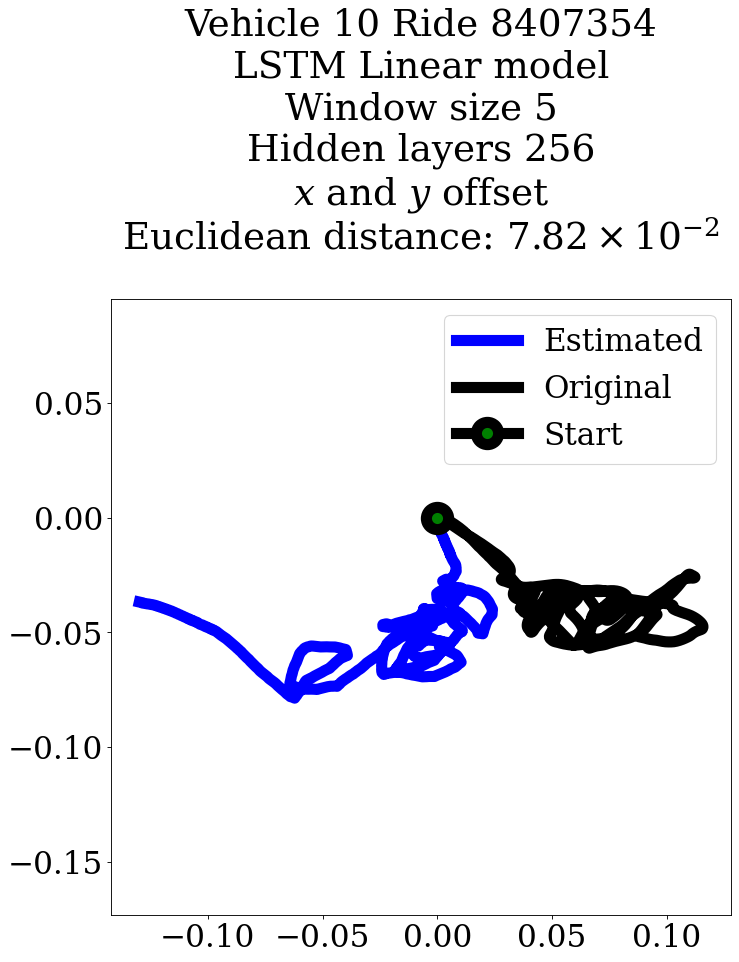 Vehicle 10 Ride 8407354
LSTM Linear model
Window size 5
Hidden layers 256
x and y offset
Euclidean distance: 7.82 × 10⁻²
Estimated
Original
Start
0.05
0.00
−0.05
−0.10
−0.15
−0.10 −0.05 0.00 0.05 0.10